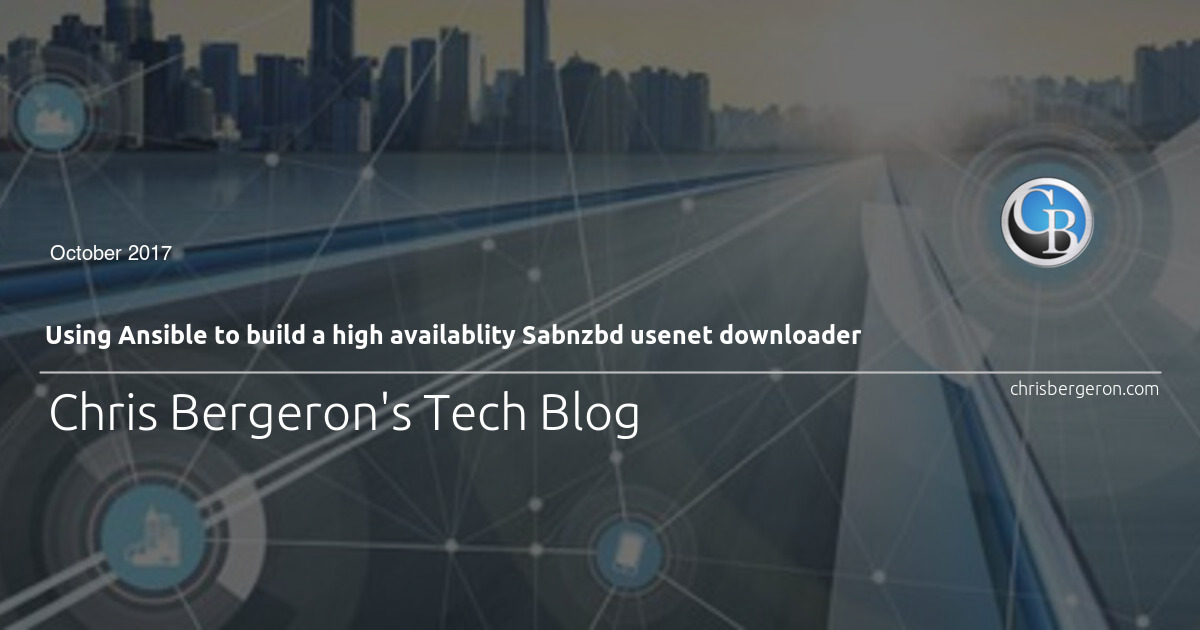 CB
October 2017
Using Ansible to build a high availablity Sabnzbd usenet downloader
chrisbergeron.com
Chris Bergeron's Tech Blog